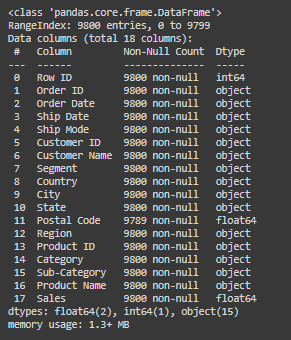 <class 'pandas.core.frame.DataFrame'>
RangeIndex: 9800 entries, 0 to 9799
Data columns (total 18 columns):
 #   Column         Non-Null Count  Dtype
---  ------         --------------  -----
 0   Row ID         9800 non-null   int64
 1   Order ID       9800 non-null   object
 2   Order Date     9800 non-null   object
 3   Ship Date      9800 non-null   object
 4   Ship Mode      9800 non-null   object
 5   Customer ID    9800 non-null   object
 6   Customer Name  9800 non-null   object
 7   Segment        9800 non-null   object
 8   Country        9800 non-null   object
 9   City           9800 non-null   object
 10  State          9800 non-null   object
 11  Postal Code    9789 non-null   float64
 12  Region         9800 non-null   object
 13  Product ID     9800 non-null   object
 14  Category       9800 non-null   object
 15  Sub-Category   9800 non-null   object
 16  Product Name   9800 non-null   object
 17  Sales          9800 non-null   float64
dtypes: float64(2), int64(1), object(15)
memory usage: 1.3+ MB